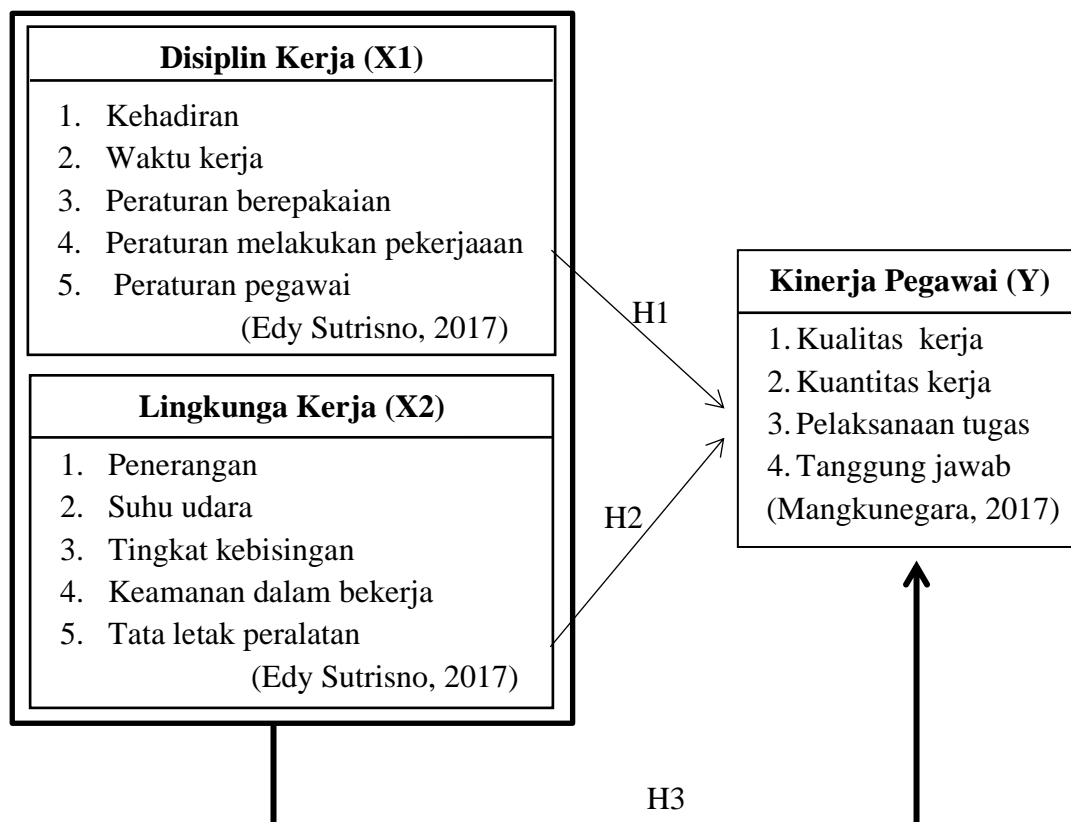 Disiplin Kerja (X1)
1. Kehadiran
2. Waktu kerja
3. Peraturan berepakaian
4. Peraturan melakukan pekerjaaan
5. Peraturan pegawai
(Edy Sutrisno, 2017)
Lingkunga Kerja (X2)
1. Penerangan
2. Suhu udara
3. Tingkat kebisingan
4. Keamanan dalam bekerja
5. Tata letak peralatan
(Edy Sutrisno, 2017)
H1
H2
Kinerja Pegawai (Y)
1. Kualitas kerja
2. Kuantitas kerja
3. Pelaksanaan tugas
4. Tanggung jawab
(Mangkunegara, 2017)
H3